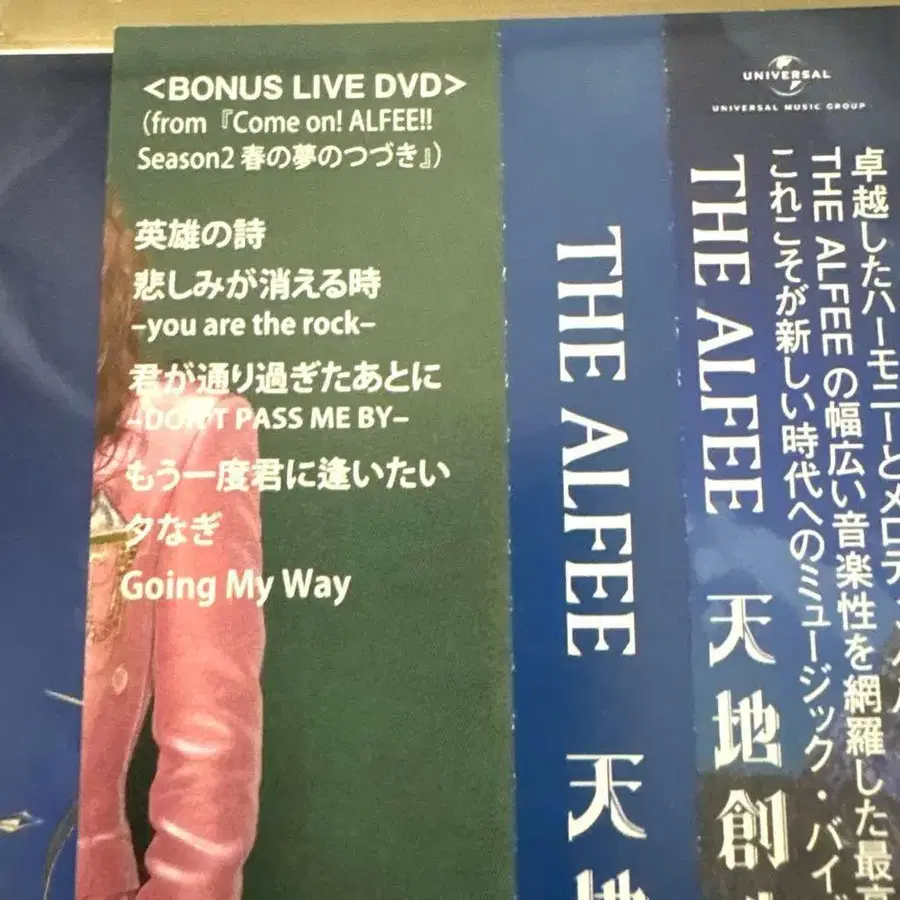 <BONUS LIVE DVD>
(from『Come on! ALFEE!!
Season2 春の夢のつづき』)
英雄の詩
悲しみが消える時
–you are the rock–
君が通り過ぎたあとに
–DON'T PASS ME BY–
もう一度君に逢いたい
夕なぎ
Going My Way
THE ALFEE 天地
UNIVERSAL
UNIVERSAL MUSIC GROUP
卓越したハーモニーとメロディ
THE ALFEE の幅広い音楽性を網羅した最
これこそが新しい時代へのミュージック・バイ
THE ALFEE 天地創